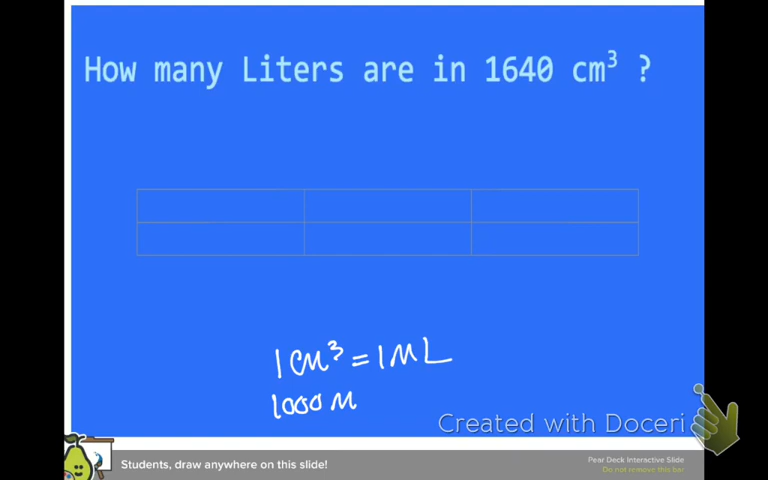 How many Liters are in 1640 cm³ ?
1 cm³ = 1 mL
1000 m
Created with Doceri
Students, draw anywhere on this slide!
Pear Deck Interactive Slide
Do not remove this bar